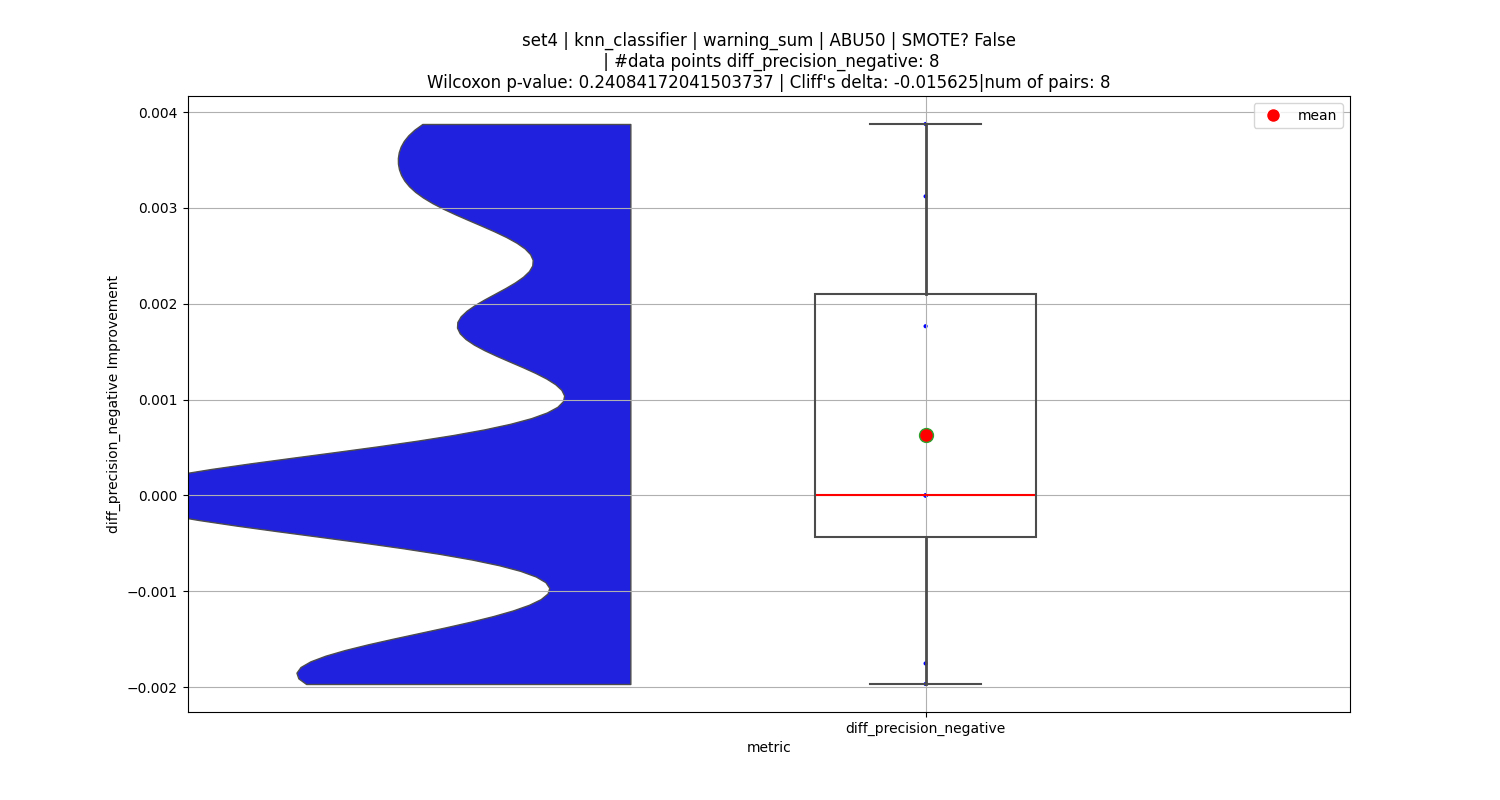 set4 | knn_classifier | warning_sum | ABU50 | SMOTE? False
| #data points diff_precision_negative: 8
Wilcoxon p-value: 0.24084172041503737 | Cliff's delta: -0.015625|num of pairs: 8
mean
0.004
0.003
0.002
0.001
0.000
−0.001
−0.002
diff_precision_negative Improvement
diff_precision_negative
metric